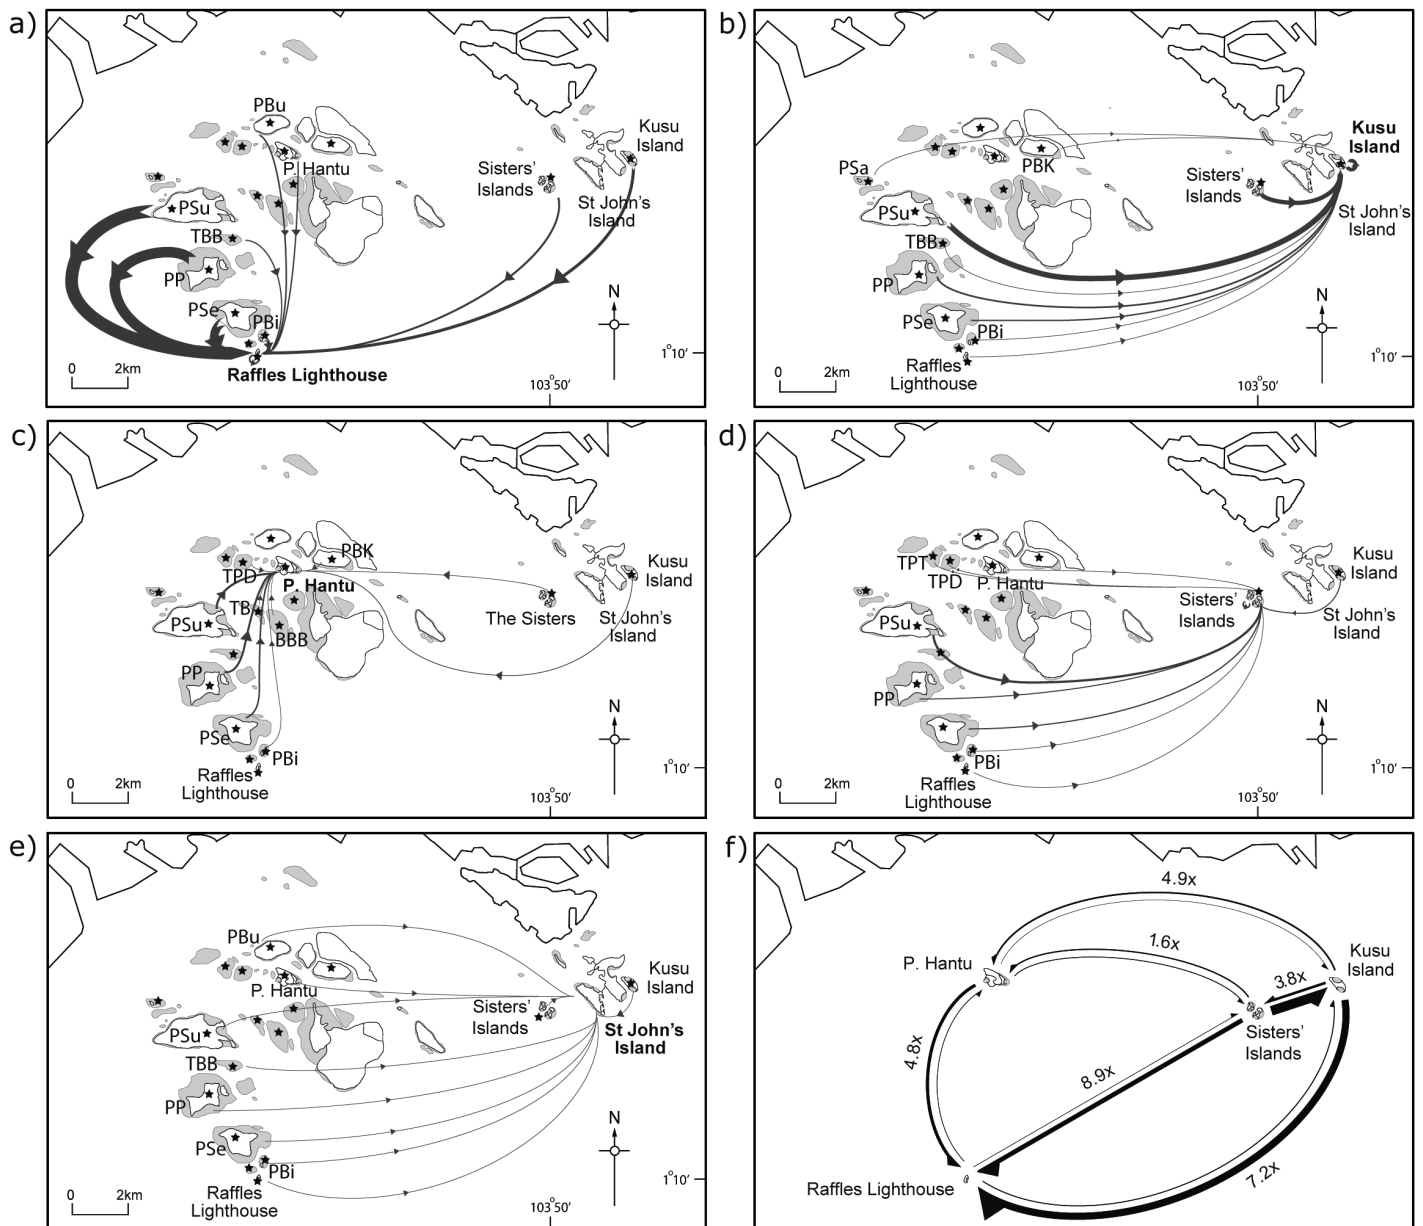 a)
PBu
P. Hantu
Kusu
Island
Sisters'
Islands
St John's
Island
PSu
TBB
PP
PSe
PBi
Raffles Lighthouse
N
0 2km
1°10'
103°50'
b)
Kusu
Island
PSa
PBK
Sisters'
Islands
St John's
Island
PSu
TBB
PP
PSe
PBi
Raffles
Lighthouse
N
0 2km
1°10'
103°50'
c)
PBK
TPD
P. Hantu
Kusu
Island
TB
The Sisters
St John's
Island
PSu
BBB
PP
PSe
PBi
Raffles
Lighthouse
N
0 2km
1°10'
103°50'
d)
TPT
TPD
P. Hantu
Kusu
Island
Sisters'
Islands
St John's
Island
PSu
PP
PBi
Raffles
Lighthouse
N
0 2km
1°10'
103°50'
e)
PBu
P. Hantu
Kusu
Island
Sisters'
Islands
St John's
Island
PSu
TBB
PP
PSe
PBi
Raffles
Lighthouse
N
0 2km
1°10'
103°50'
f)
4.9x
1.6x
P. Hantu
Kusu
Island
3.8x
Sisters'
Islands
4.8x
8.9x
7.2x
Raffles Lighthouse